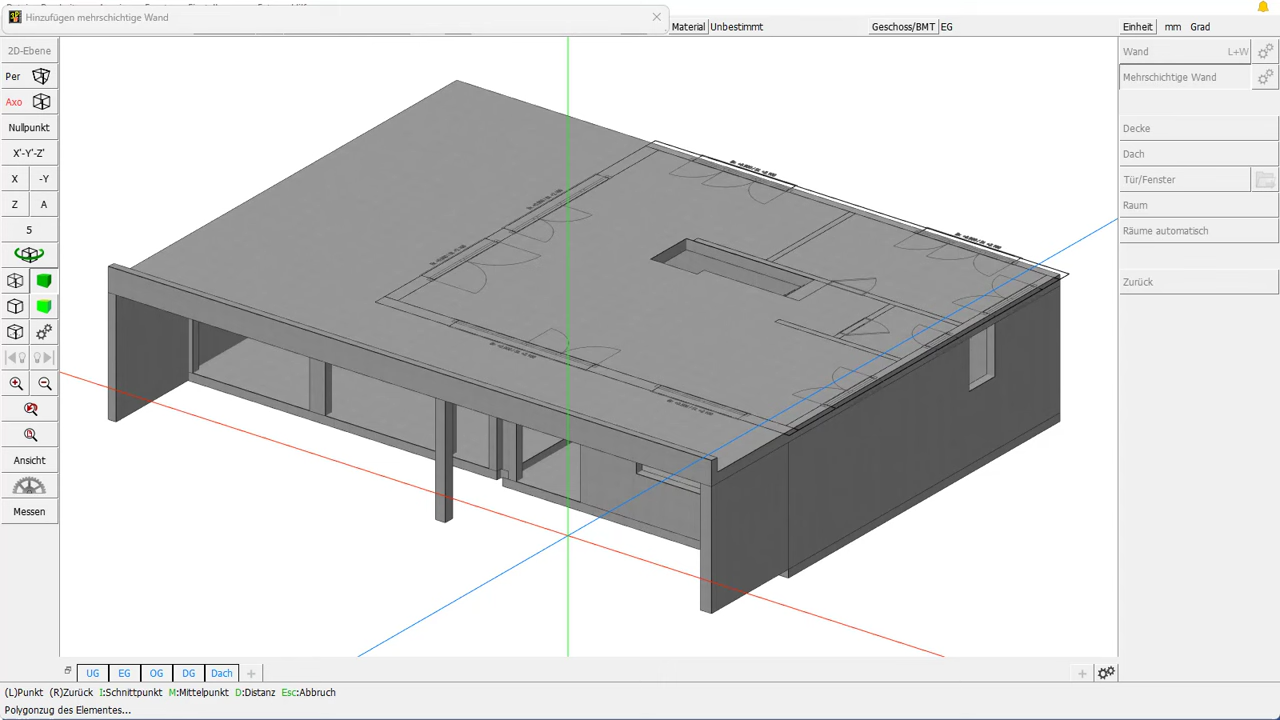 Hinzufügen mehrschichtige Wand
Material Unbestimmt
Geschoss/BMT EG
Einheit mm Grad
2D-Ebene
Per
Axo
Nullpunkt
X'-Y'-Z'
X -Y
Z A
5
Ansicht
Messen
Wand L+W
Mehrschichtige Wand
Decke
Dach
Tür/Fenster
Raum
Räume automatisch
Zurück
UG EG OG DG Dach +
+
(L)Punkt (R)Zurück I:Schnittpunkt M:Mittelpunkt D:Distanz Esc:Abbruch
Polygonzug des Elementes...